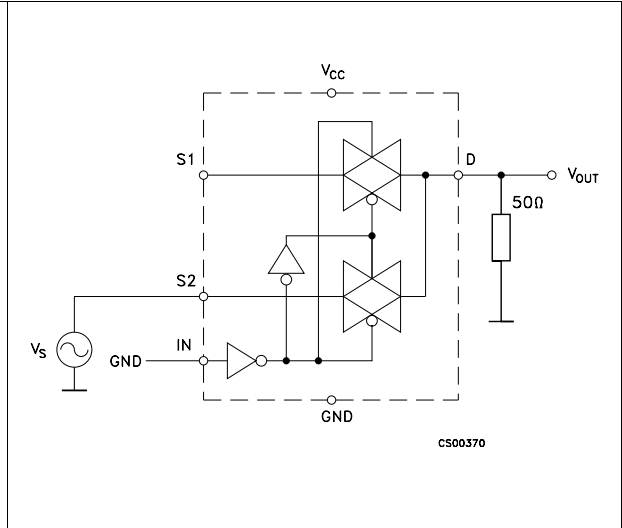 VCC
S1
D
VOUT
50Ω
S2
VS
IN
GND
GND
CS00370